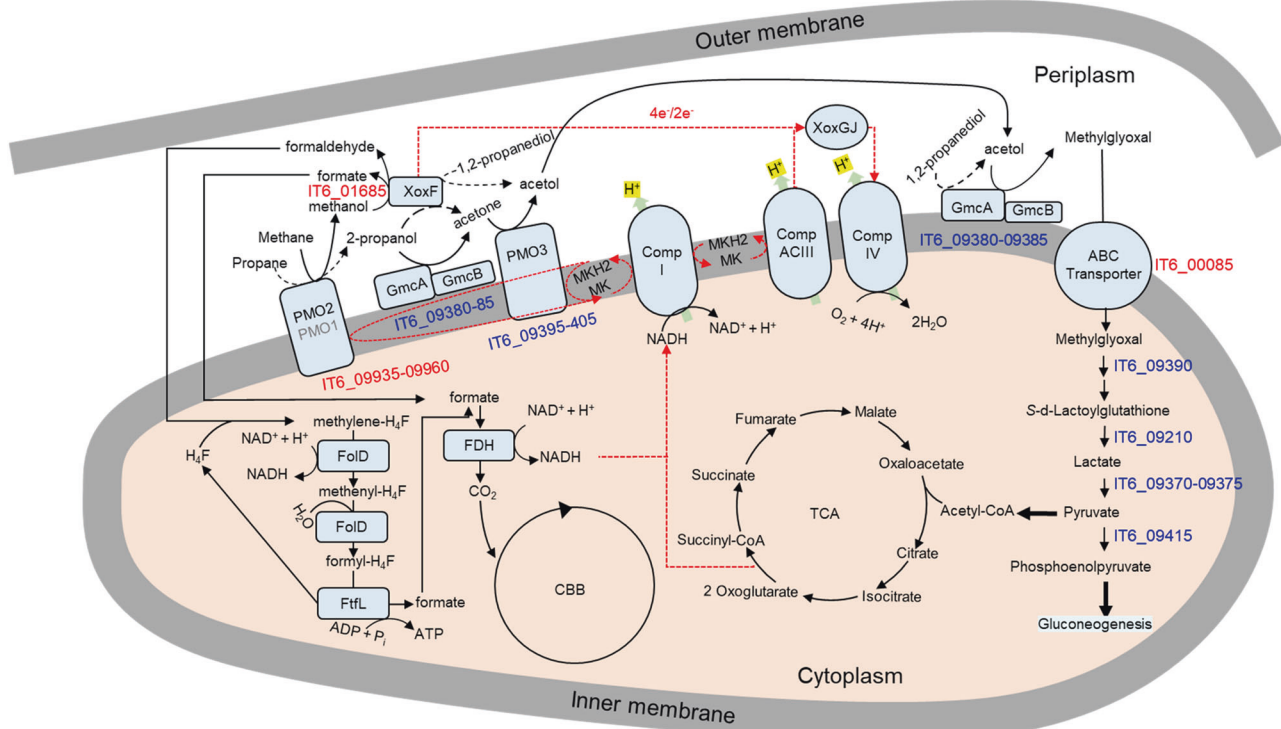 Outer membrane
Periplasm
4e⁻/2e⁻
XoxGJ
formaldehyde
formate
IT6_01685
methanol
XoxF
1,2-propanediol
acetol
acetone
Methane
Propane
2-propanol
PMO2
PMO1
GmcA
GmcB
PMO3
IT6_09380-85
IT6_09395-405
IT6_09935-09960
MKH2
MK
H⁺
Comp
I
NADH
NAD⁺ + H⁺
MKH2
MK
H⁺
Comp
ACIII
H⁺
Comp
IV
O₂ + 4H⁺
2H₂O
1,2-propanediol
acetol
Methylglyoxal
GmcA
GmcB
IT6_09380-09385
ABC
Transporter
IT6_00085
Methylglyoxal
IT6_09390
S-d-Lactoylglutathione
IT6_09210
Lactate
IT6_09370-09375
Pyruvate
Acetyl-CoA
IT6_09415
Phosphoenolpyruvate
Gluconeogenesis
H₄F
methylene-H₄F
NAD⁺ + H⁺
FolD
NADH
methenyl-H₄F
H₂O
FolD
formyl-H₄F
FtfL
formate
ADP + Pᵢ
ATP
formate
NAD⁺ + H⁺
FDH
NADH
CO₂
CBB
TCA
Fumarate
Malate
Oxaloacetate
Citrate
Isocitrate
2 Oxoglutarate
Succinyl-CoA
Succinate
Cytoplasm
Inner membrane